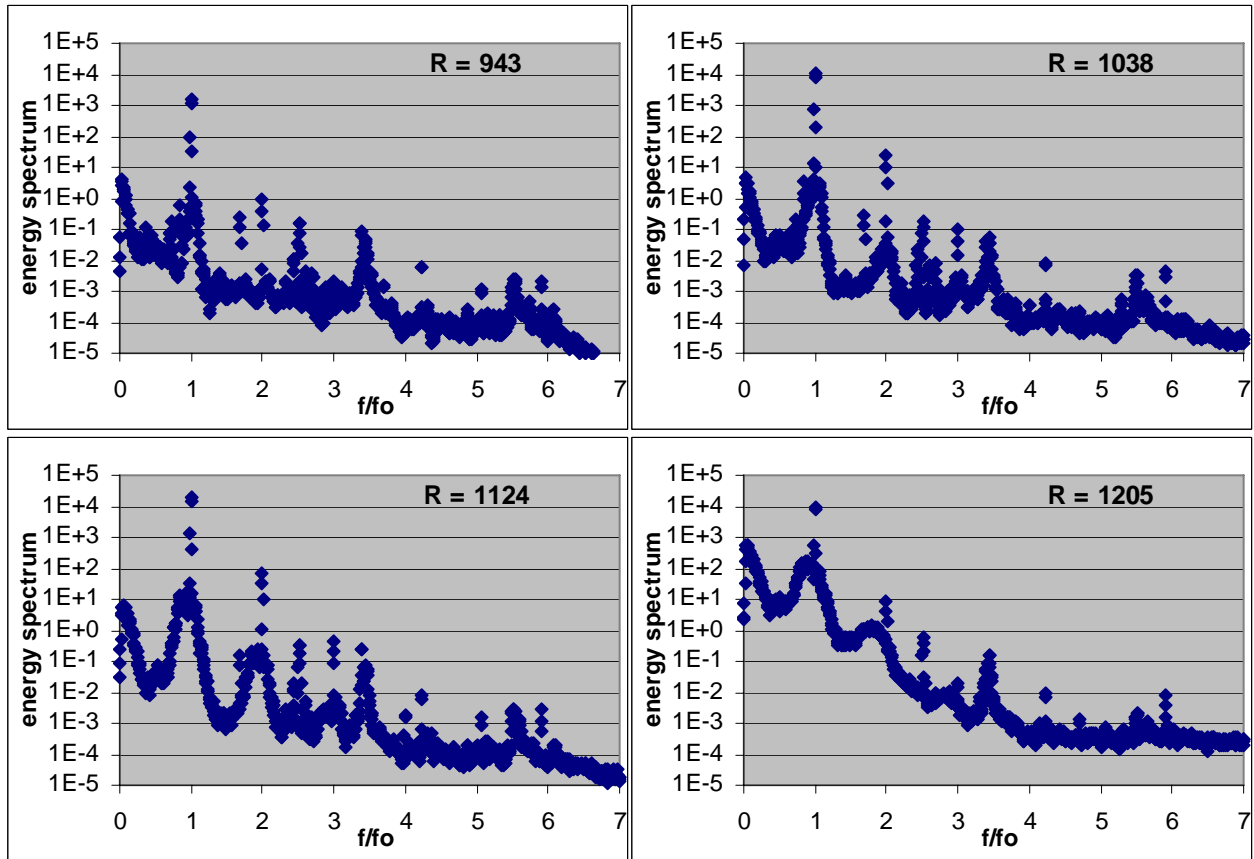 R = 943
energy spectrum
1E+5
1E+4
1E+3
1E+2
1E+1
1E+0
1E-1
1E-2
1E-3
1E-4
1E-5
0 1 2 3 4 5 6 7
f/fo
R = 1038
energy spectrum
1E+5
1E+4
1E+3
1E+2
1E+1
1E+0
1E-1
1E-2
1E-3
1E-4
1E-5
0 1 2 3 4 5 6 7
f/fo
R = 1124
energy spectrum
1E+5
1E+4
1E+3
1E+2
1E+1
1E+0
1E-1
1E-2
1E-3
1E-4
1E-5
0 1 2 3 4 5 6 7
f/fo
R = 1205
energy spectrum
1E+5
1E+4
1E+3
1E+2
1E+1
1E+0
1E-1
1E-2
1E-3
1E-4
1E-5
0 1 2 3 4 5 6 7
f/fo